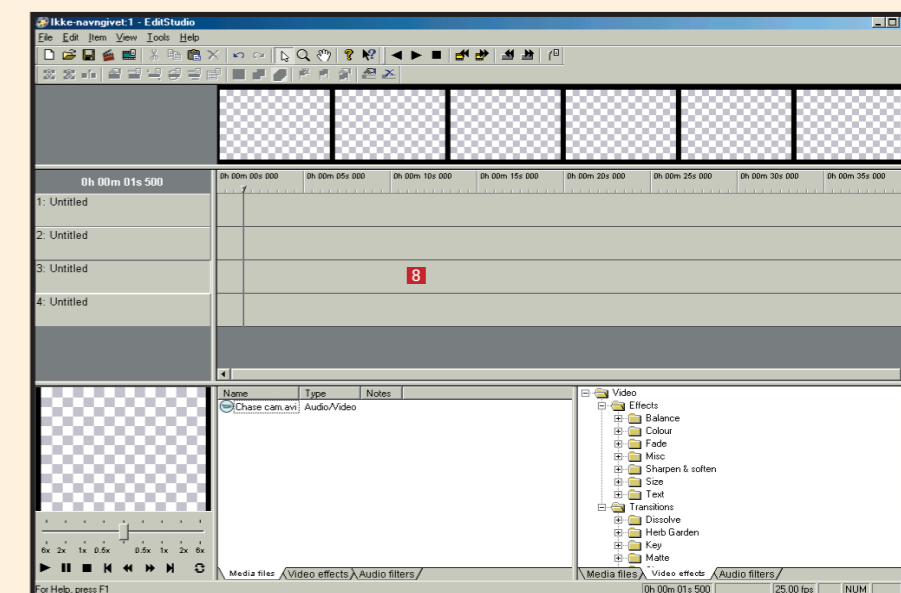 Ikke-navngivet:1 - EditStudio
File Edit Item View Tools Help
0h 00m 01s 500
0h 00m 00s 000 0h 00m 05s 000 0h 00m 10s 000 0h 00m 15s 000 0h 00m 20s 000 0h 00m 25s 000 0h 00m 30s 000 0h 00m 35s 000
1: Untitled
2: Untitled
3: Untitled
8
4: Untitled
Name Type Notes
Chase cam.avi Audio/Video
Video
Effects
Balance
Colour
Fade
Misc
Sharpen & soften
Size
Text
Transitions
Dissolve
Herb Garden
Key
Matte
6x 2x 1x 0.5x 0.5x 1x 2x 6x
Media files Video effects Audio filters
Media files Video effects Audio filters
For Help, press F1
0h 00m 01s 500 25.00 fps NUM